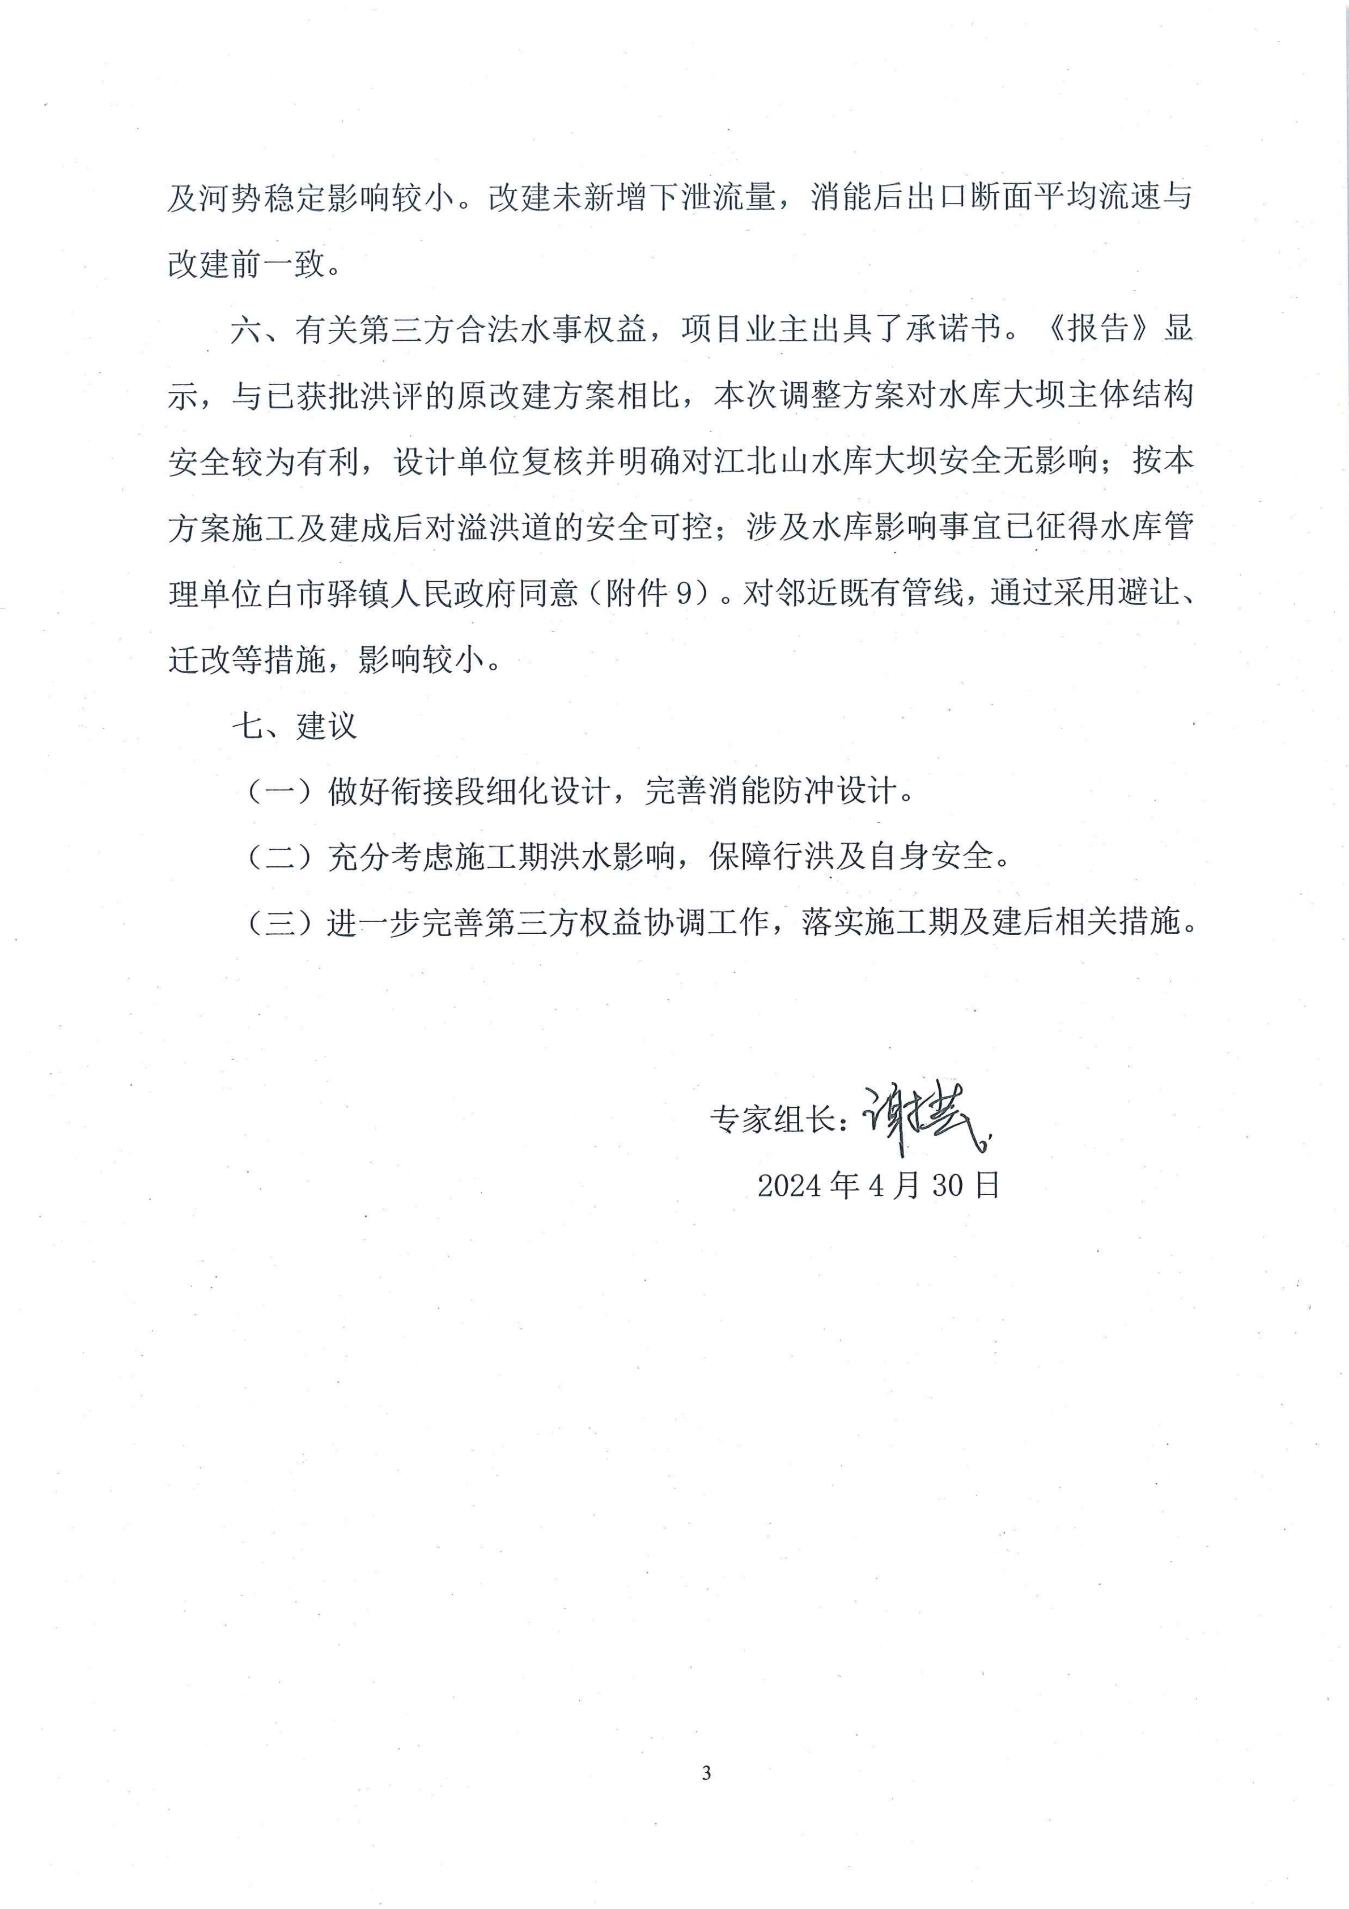 及河势稳定影响较小。改建未新增下泄流量，消能后出口断面平均流速与
改建前一致。
六、有关第三方合法水事权益，项目业主出具了承诺书。《报告》显
示，与已获批洪评的原改建方案相比，本次调整方案对水库大坝主体结构
安全较为有利，设计单位复核并明确对江北山水库大坝安全无影响；按本
方案施工及建成后对溢洪道的安全可控；涉及水库影响事宜已征得水库管
理单位白市驿镇人民政府同意（附件9）。对邻近既有管线，通过采用避让、
迁改等措施，影响较小。
七、建议
（一）做好衔接段细化设计，完善消能防冲设计。
（二）充分考虑施工期洪水影响，保障行洪及自身安全。
（三）进一步完善第三方权益协调工作，落实施工期及建后相关措施。
专家组长：
2024年4月30日
3